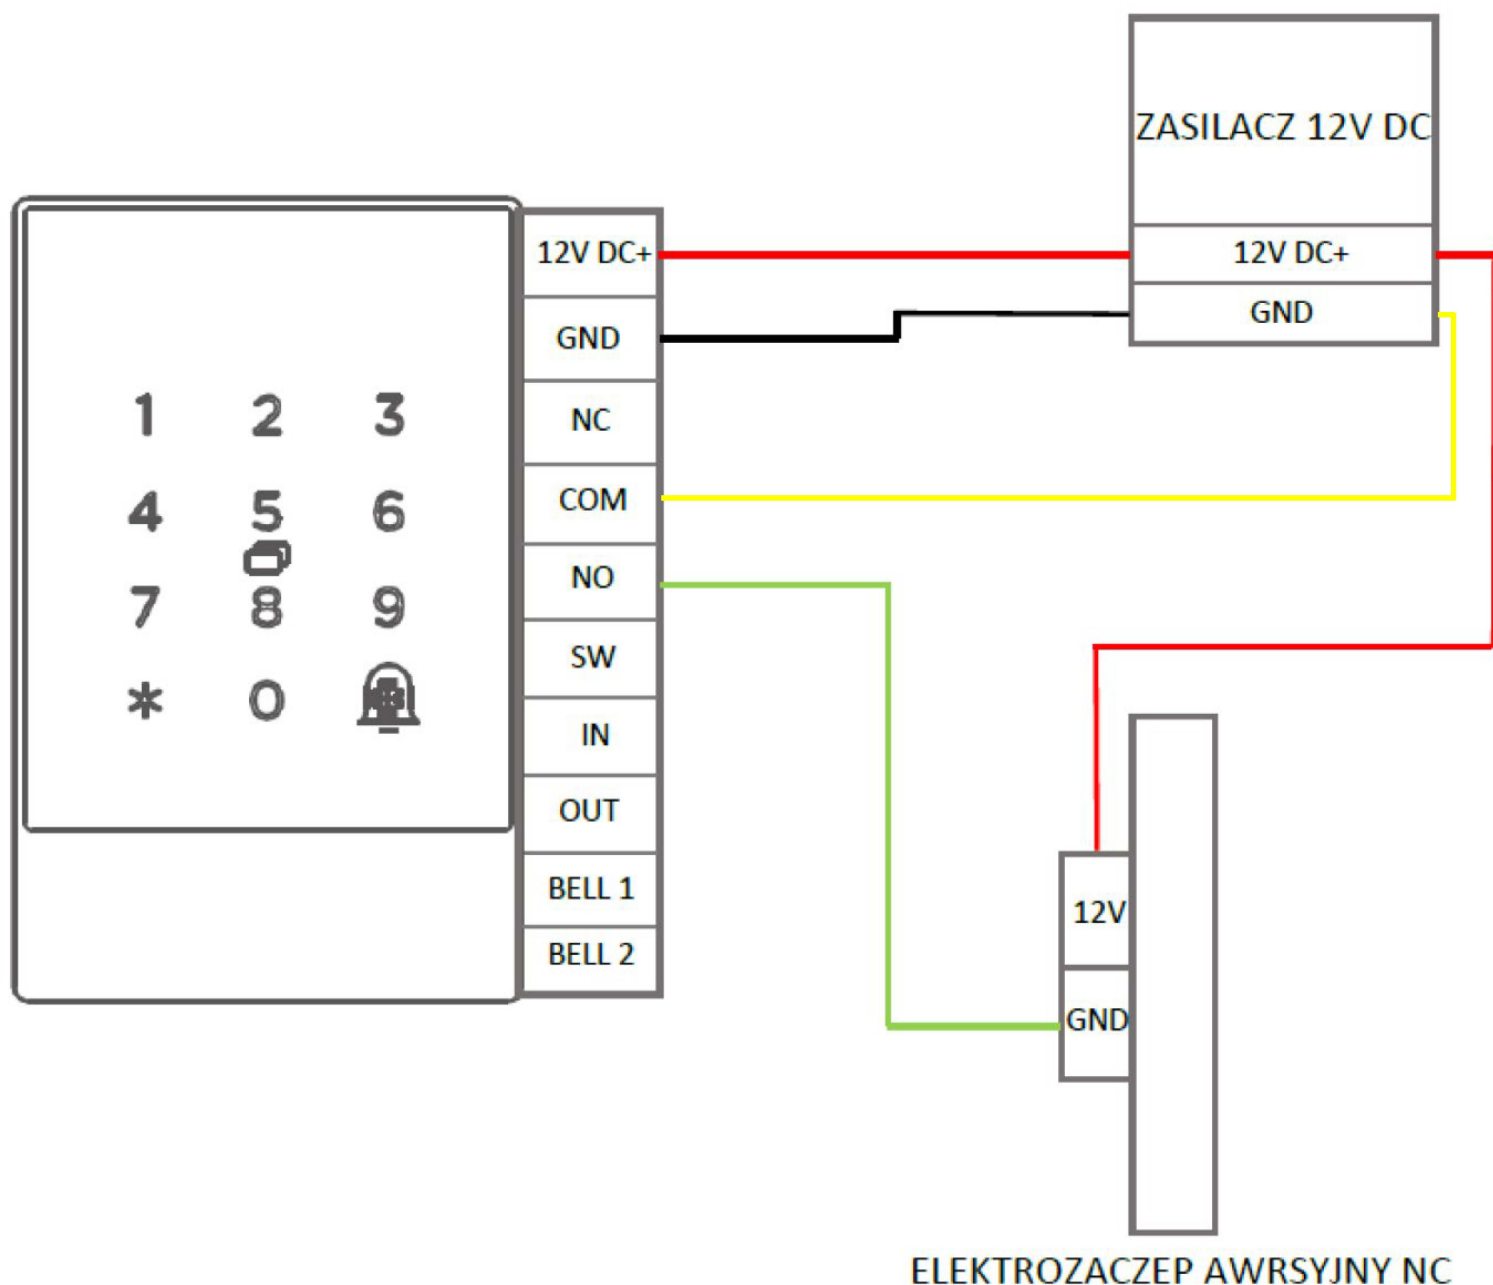 ZASILACZ 12V DC
12V DC+
GND
12V DC+
GND
NC
COM
NO
SW
IN
OUT
BELL 1
BELL 2
1 2 3
4 5 6
7 8 9
* 0
12V
GND
ELEKTROZACZEP AWRSYJNY NC